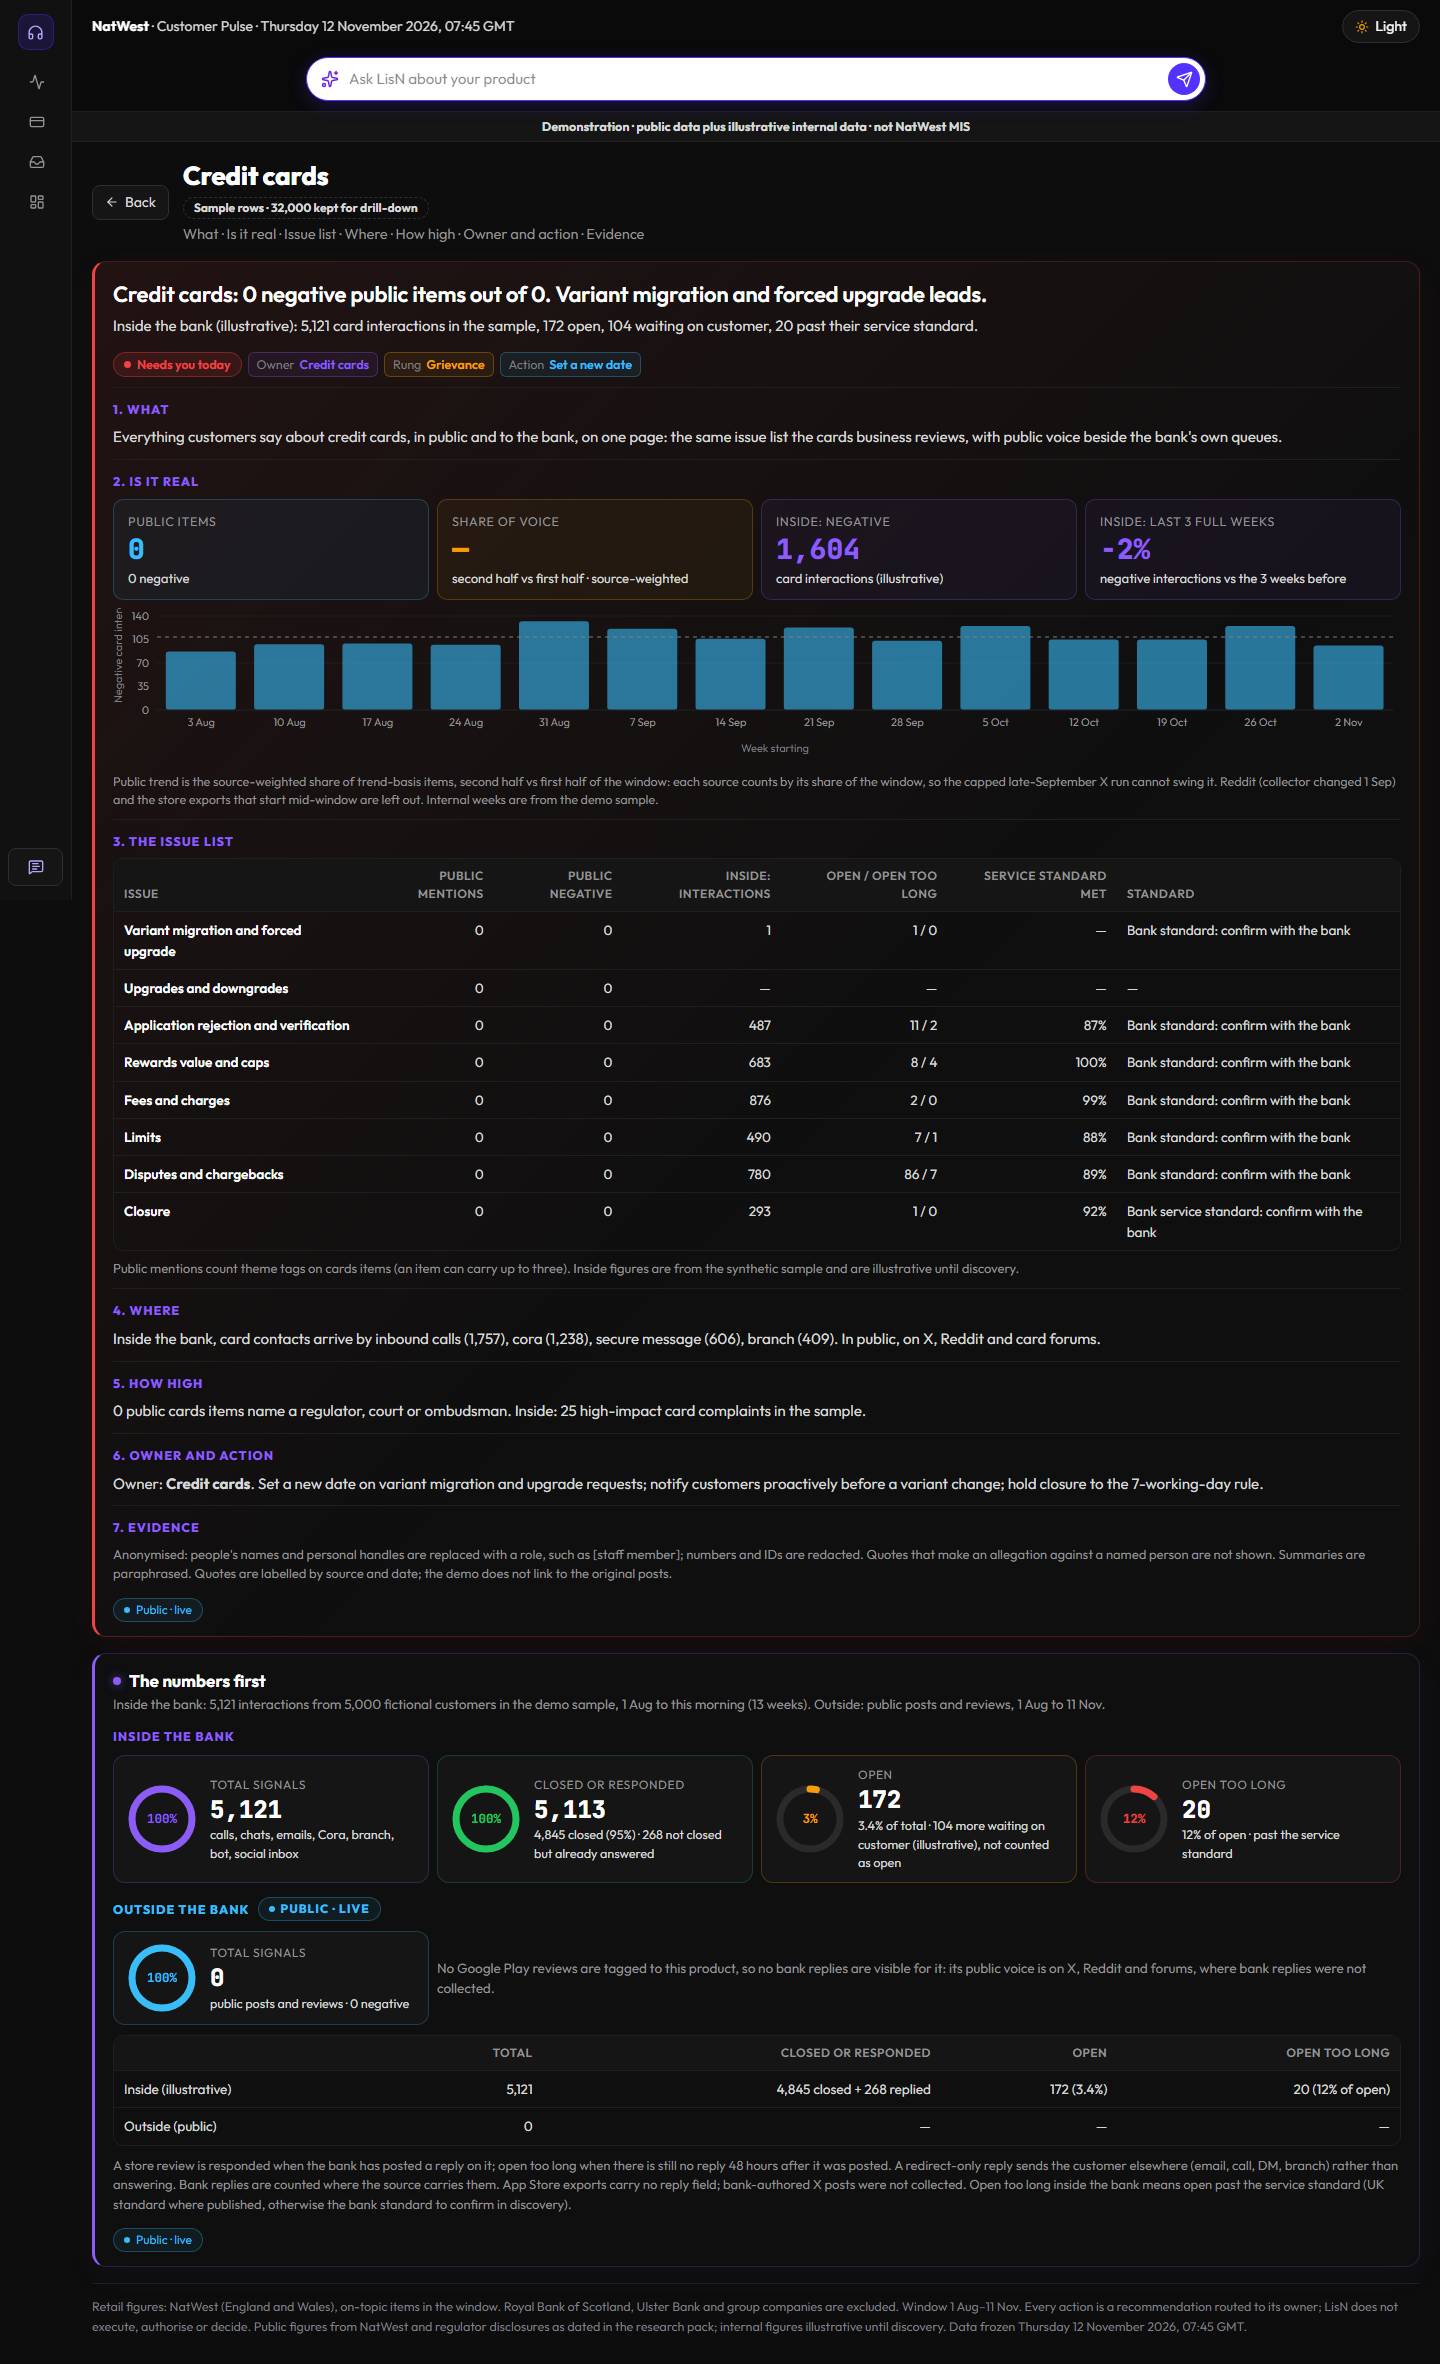 NatWest · Customer Pulse · Thursday 12 November 2026, 07:45 GMT
Light
Ask LisN about your product
Demonstration · public data plus illustrative internal data · not NatWest MIS
Back
Credit cards
Sample rows · 32,000 kept for drill-down
What · Is it real · Issue list · Where · How high · Owner and action · Evidence
Credit cards: 0 negative public items out of 0. Variant migration and forced upgrade leads.
Inside the bank (illustrative): 5,121 card interactions in the sample, 172 open, 104 waiting on customer, 20 past their service standard.
Needs you today
Owner Credit cards
Rung Grievance
Action Set a new date
1. WHAT
Everything customers say about credit cards, in public and to the bank, on one page: the same issue list the cards business reviews, with public voice beside the bank's own queues.
2. IS IT REAL
PUBLIC ITEMS
0
0 negative
SHARE OF VOICE
—
second half vs first half · source-weighted
INSIDE: NEGATIVE
1,604
card interactions (illustrative)
INSIDE: LAST 3 FULL WEEKS
-2%
negative interactions vs the 3 weeks before
Negative card inter
140
105
70
35
0
3 Aug 10 Aug 17 Aug 24 Aug 31 Aug 7 Sep 14 Sep 21 Sep 28 Sep 5 Oct 12 Oct 19 Oct 26 Oct 2 Nov
Week starting
Public trend is the source-weighted share of trend-basis items, second half vs first half of the window: each source counts by its share of the window, so the capped late-September X run cannot swing it. Reddit (collector changed 1 Sep)
and the store exports that start mid-window are left out. Internal weeks are from the demo sample.
3. THE ISSUE LIST
ISSUE PUBLIC MENTIONS PUBLIC NEGATIVE INSIDE: INTERACTIONS OPEN / OPEN TOO LONG SERVICE STANDARD MET STANDARD
Variant migration and forced upgrade 0 0 1 1 / 0 — Bank standard: confirm with the bank
Upgrades and downgrades 0 0 — — — —
Application rejection and verification 0 0 487 11 / 2 87% Bank standard: confirm with the bank
Rewards value and caps 0 0 683 8 / 4 100% Bank standard: confirm with the bank
Fees and charges 0 0 876 2 / 0 99% Bank standard: confirm with the bank
Limits 0 0 490 7 / 1 88% Bank standard: confirm with the bank
Disputes and chargebacks 0 0 780 86 / 7 89% Bank standard: confirm with the bank
Closure 0 0 293 1 / 0 92% Bank service standard: confirm with the bank
Public mentions count theme tags on cards items (an item can carry up to three). Inside figures are from the synthetic sample and are illustrative until discovery.
4. WHERE
Inside the bank, card contacts arrive by inbound calls (1,757), cora (1,238), secure message (606), branch (409). In public, on X, Reddit and card forums.
5. HOW HIGH
0 public cards items name a regulator, court or ombudsman. Inside: 25 high-impact card complaints in the sample.
6. OWNER AND ACTION
Owner: Credit cards. Set a new date on variant migration and upgrade requests; notify customers proactively before a variant change; hold closure to the 7-working-day rule.
7. EVIDENCE
Anonymised: people's names and personal handles are replaced with a role, such as [staff member]; numbers and IDs are redacted. Quotes that make an allegation against a named person are not shown. Summaries are
paraphrased. Quotes are labelled by source and date; the demo does not link to the original posts.
Public · live
The numbers first
Inside the bank: 5,121 interactions from 5,000 fictional customers in the demo sample, 1 Aug to this morning (13 weeks). Outside: public posts and reviews, 1 Aug to 11 Nov.
INSIDE THE BANK
100%
TOTAL SIGNALS
5,121
calls, chats, emails, Cora, branch,
bot, social inbox
100%
CLOSED OR RESPONDED
5,113
4,845 closed (95%) · 268 not closed
but already answered
3%
OPEN
172
3.4% of total · 104 more waiting on
customer (illustrative), not counted
as open
12%
OPEN TOO LONG
20
12% of open · past the service
standard
OUTSIDE THE BANK
PUBLIC · LIVE
100%
TOTAL SIGNALS
0
public posts and reviews · 0 negative
No Google Play reviews are tagged to this product, so no bank replies are visible for it: its public voice is on X, Reddit and forums, where bank replies were not
collected.
TOTAL CLOSED OR RESPONDED OPEN OPEN TOO LONG
Inside (illustrative) 5,121 4,845 closed + 268 replied 172 (3.4%) 20 (12% of open)
Outside (public) 0 — — —
A store review is responded when the bank has posted a reply on it; open too long when there is still no reply 48 hours after it was posted. A redirect-only reply sends the customer elsewhere (email, call, DM, branch) rather than
answering. Bank replies are counted where the source carries them. App Store exports carry no reply field; bank-authored X posts were not collected. Open too long inside the bank means open past the service standard (UK
standard where published, otherwise the bank standard to confirm in discovery).
Public · live
Retail figures: NatWest (England and Wales), on-topic items in the window. Royal Bank of Scotland, Ulster Bank and group companies are excluded. Window 1 Aug–11 Nov. Every action is a recommendation routed to its owner; LisN does not
execute, authorise or decide. Public figures from NatWest and regulator disclosures as dated in the research pack; internal figures illustrative until discovery. Data frozen Thursday 12 November 2026, 07:45 GMT.